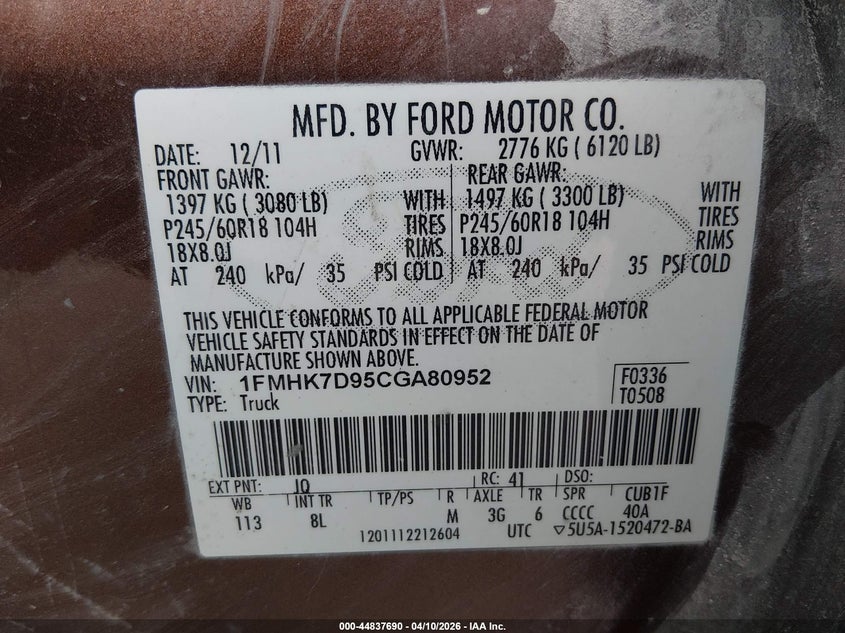 MFD. BY FORD MOTOR CO.
DATE: 12/11 GVWR: 2776 KG ( 6120 LB)
FRONT GAWR: REAR GAWR:
1397 KG ( 3080 LB) WITH 1497 KG ( 3300 LB) WITH
P245/60R18 104H TIRES P245/60R18 104H TIRES
18X8.0J RIMS 18X8.0J RIMS
AT 240 kPa/ 35 PSI COLD AT 240 kPa/ 35 PSI COLD
THIS VEHICLE CONFORMS TO ALL APPLICABLE FEDERAL MOTOR
VEHICLE SAFETY STANDARDS IN EFFECT ON THE DATE OF
MANUFACTURE SHOWN ABOVE.
VIN: 1FMHK7D95CGA80952 F0336
TYPE: Truck T0508
EXT PNT: JQ RC: 41 DSO:
WB INT TR TP/PS R AXLE TR SPR CUB1F
113 8L M 3G 6 CCCC 40A
1201112212604 UTC ▽5U5A-1520472-BA
000-44837690 - 04/10/2026 - IAA Inc.